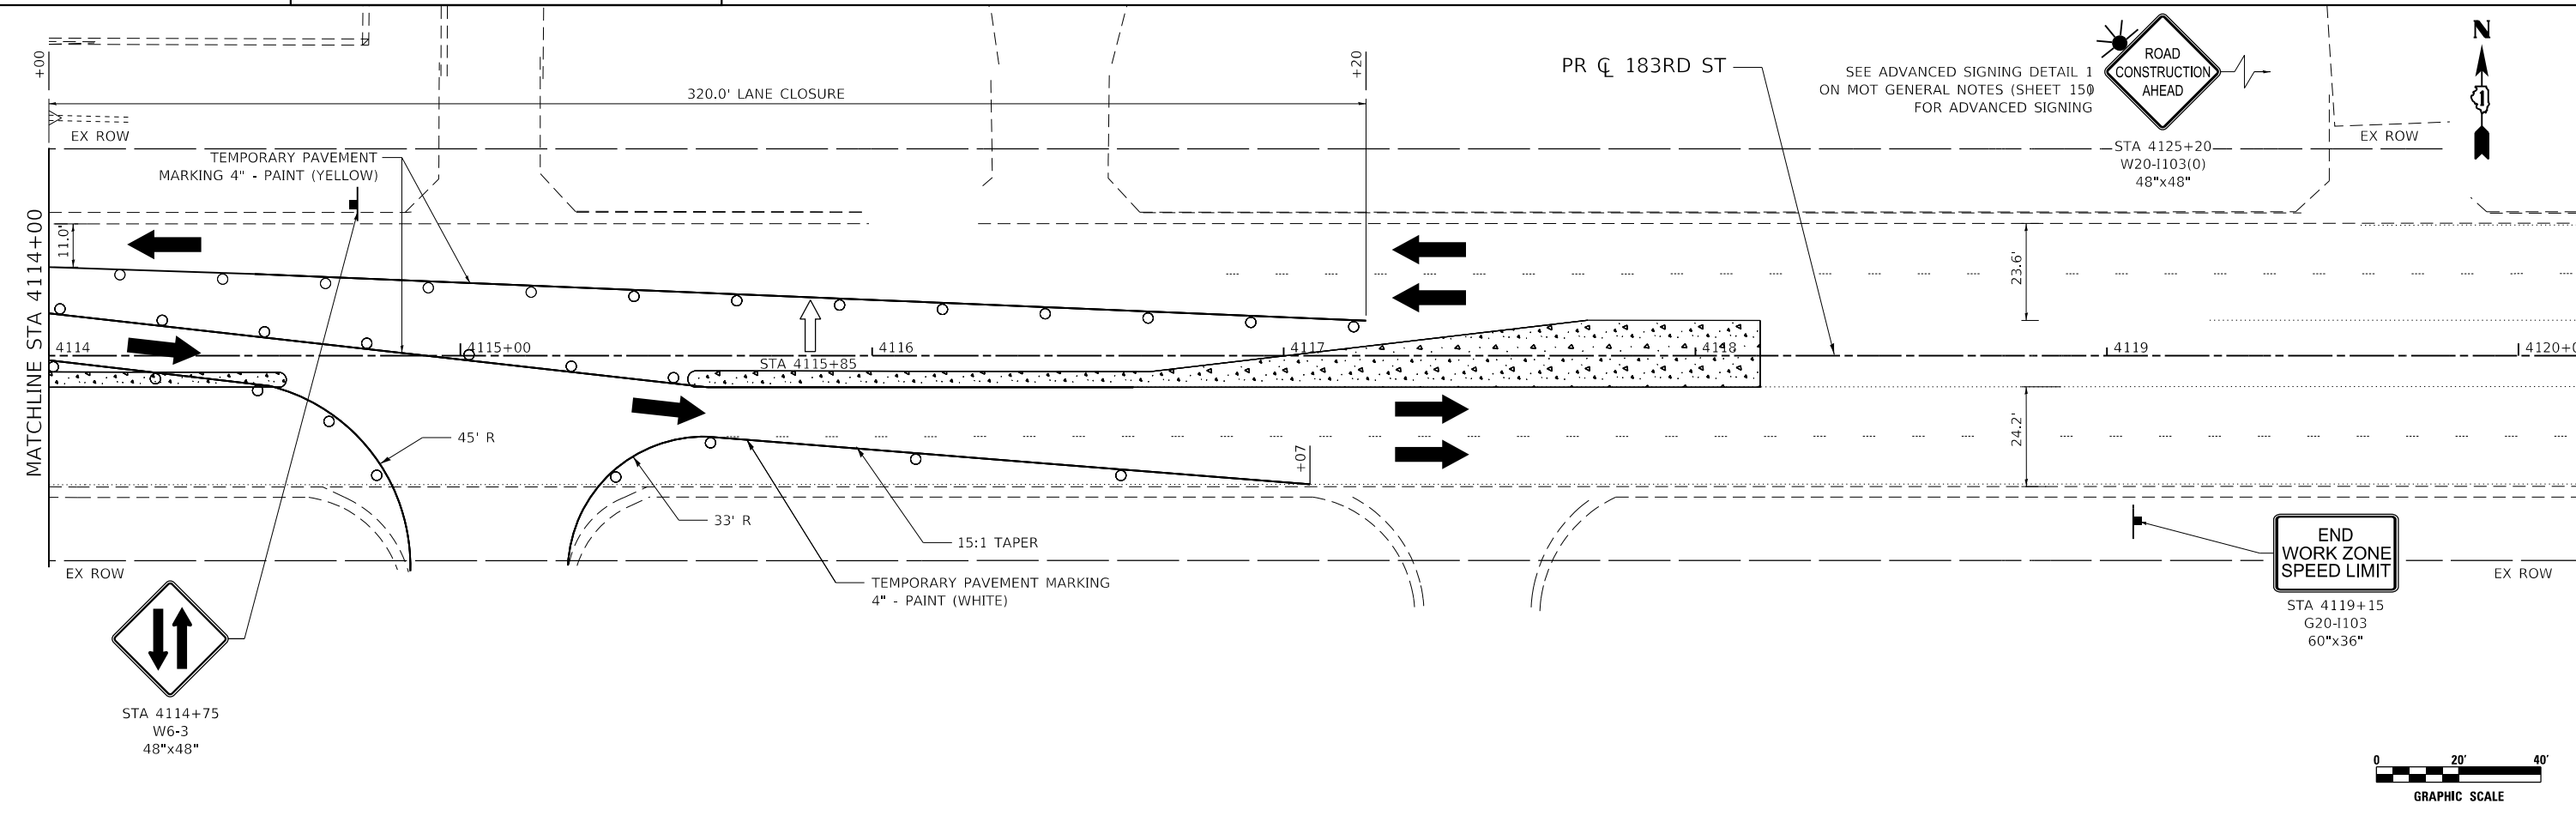 +00
320.0' LANE CLOSURE
+20
PR ℄ 183RD ST
SEE ADVANCED SIGNING DETAIL 1
ON MOT GENERAL NOTES (SHEET 150
FOR ADVANCED SIGNING
ROAD
CONSTRUCTION
AHEAD
N
1
EX ROW
EX ROW
STA 4125+20
W20-I103(0)
48"x48"
TEMPORARY PAVEMENT
MARKING 4" - PAINT (YELLOW)
MATCHLINE STA 4114+00
11.0'
23.6'
4114
4115+00
STA 4115+85
4116
4117
4118
4119
4120+0
24.2'
45' R
+07
33' R
15:1 TAPER
TEMPORARY PAVEMENT MARKING
4" - PAINT (WHITE)
END
WORK ZONE
SPEED LIMIT
EX ROW
EX ROW
STA 4119+15
G20-I103
60"x36"
STA 4114+75
W6-3
48"x48"
0 20' 40'
GRAPHIC SCALE